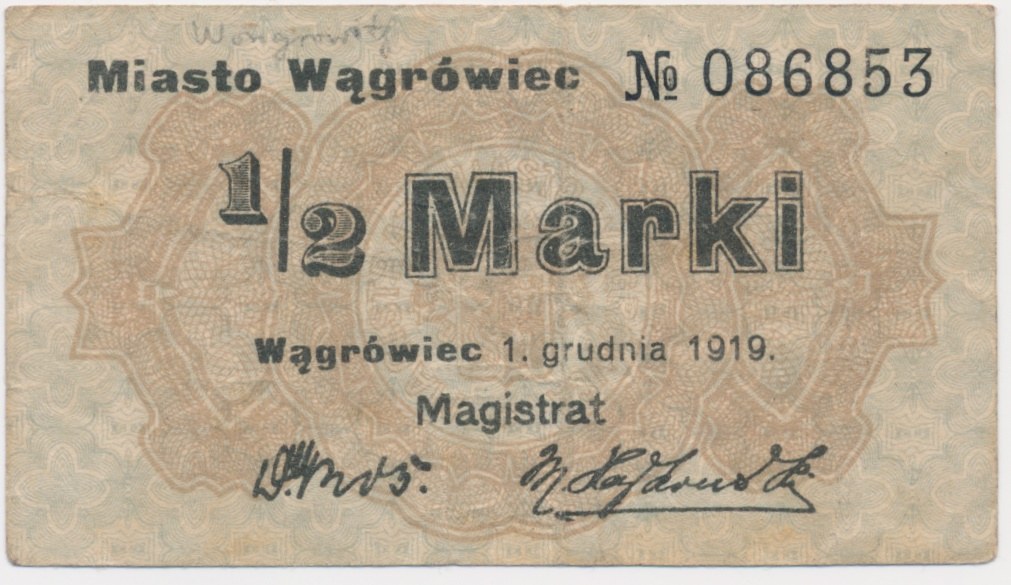 Miasto Wągrówiec № 086853
1/2 Marki
Wągrówiec 1. grudnia 1919.
Magistrat